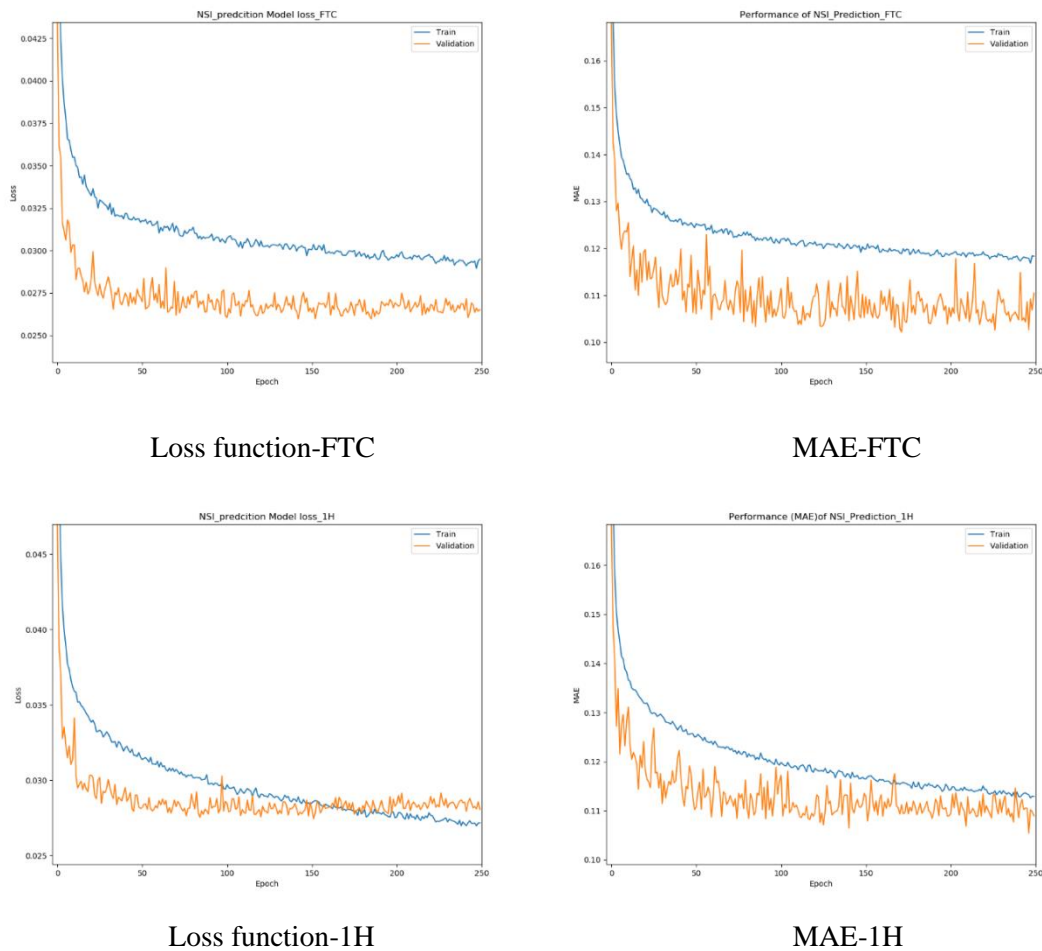 NSI_predcition Model loss_FTC
Train
Validation
0.0425
0.0400
0.0375
0.0350
0.0325
0.0300
0.0275
0.0250
Loss
0 50 100 150 200 250
Epoch
Performance of NSI_Prediction_FTC
Train
Validation
0.16
0.15
0.14
0.13
0.12
0.11
0.10
MAE
0 50 100 150 200 250
Epoch
Loss function-FTC
MAE-FTC
NSI_predcition Model loss_1H
Train
Validation
0.045
0.040
0.035
0.030
0.025
Loss
0 50 100 150 200 250
Epoch
Performance (MAE)of NSI_Prediction_1H
Train
Validation
0.16
0.15
0.14
0.13
0.12
0.11
0.10
MAE
0 50 100 150 200 250
Epoch
Loss function-1H
MAE-1H